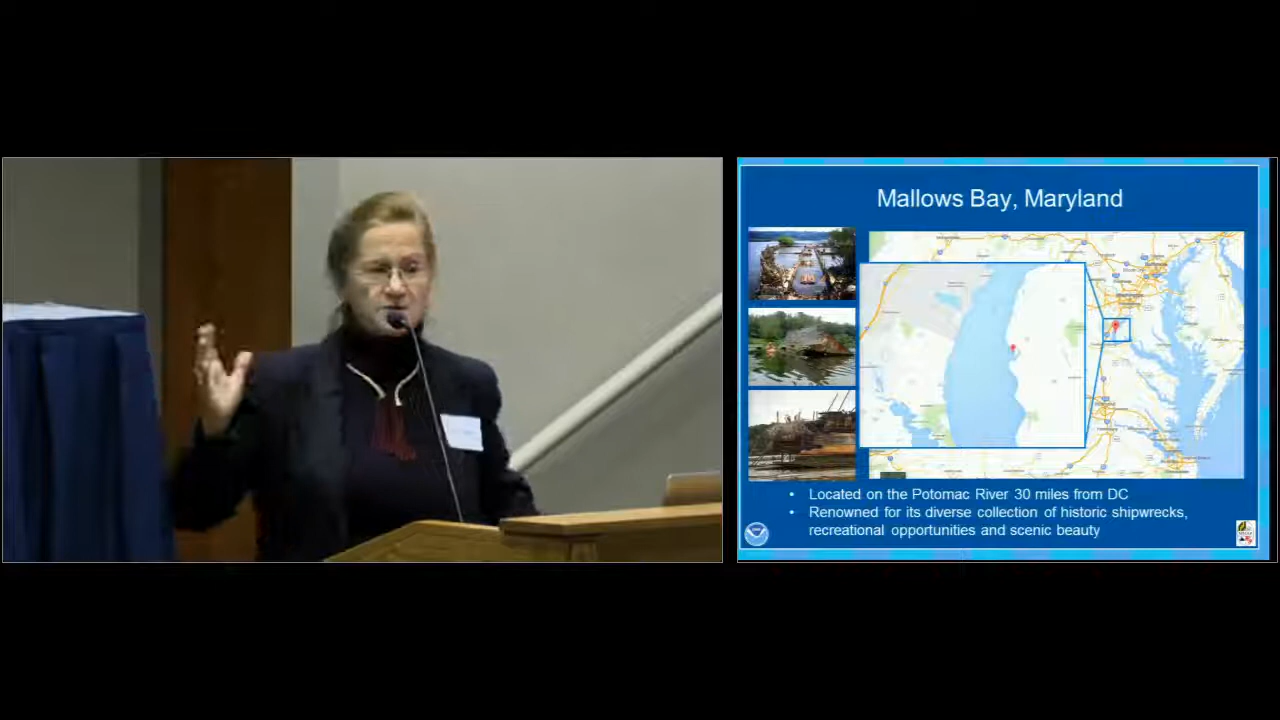 Mallows Bay, Maryland
• Located on the Potomac River 30 miles from DC
• Renowned for its diverse collection of historic shipwrecks,
recreational opportunities and scenic beauty